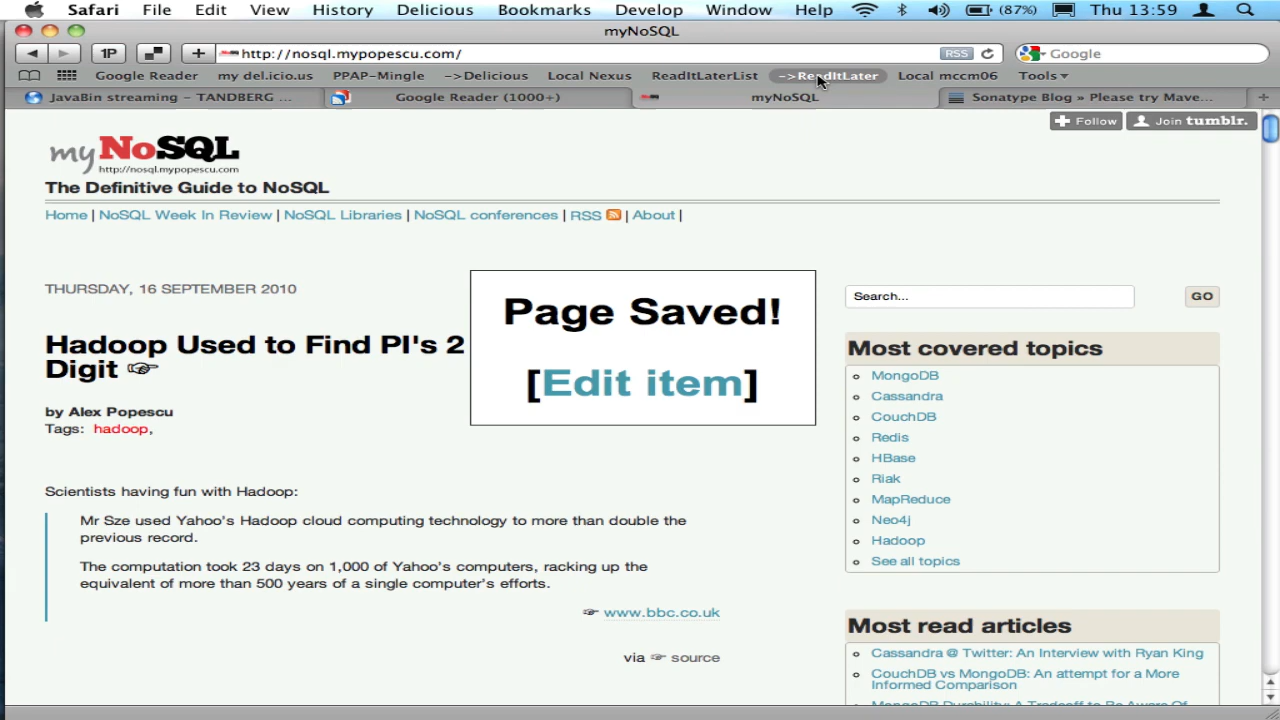 Safari File Edit View History Delicious Bookmarks Develop Window Help (87%) Thu 13:59
myNoSQL
1P + http://nosql.mypopescu.com/ RSS Google
Google Reader my del.icio.us PPAP-Mingle ->Delicious Local Nexus ReadItLaterList ->ReadItLater Local mccm06 Tools
JavaBin streaming – TANDBERG ... Google Reader (1000+) myNoSQL Sonatype Blog » Please try Mave...
Follow Join tumblr.
my NoSQL
http://nosql.mypopescu.com
The Definitive Guide to NoSQL
Home | NoSQL Week In Review | NoSQL Libraries | NoSQL conferences | RSS | About |
THURSDAY, 16 SEPTEMBER 2010
Hadoop Used to Find PI's 2
Digit ☞
by Alex Popescu
Tags: hadoop,
Scientists having fun with Hadoop:
Mr Sze used Yahoo's Hadoop cloud computing technology to more than double the
previous record.
The computation took 23 days on 1,000 of Yahoo's computers, racking up the
equivalent of more than 500 years of a single computer's efforts.
☞ www.bbc.co.uk
via ☞ source
Page Saved!
[Edit item]
Search... GO
Most covered topics
MongoDB
Cassandra
CouchDB
Redis
HBase
Riak
MapReduce
Neo4j
Hadoop
See all topics
Most read articles
Cassandra @ Twitter: An Interview with Ryan King
CouchDB vs MongoDB: An attempt for a More
Informed Comparison
MongoDB Durability: A Tradeoff to Be Aware Of